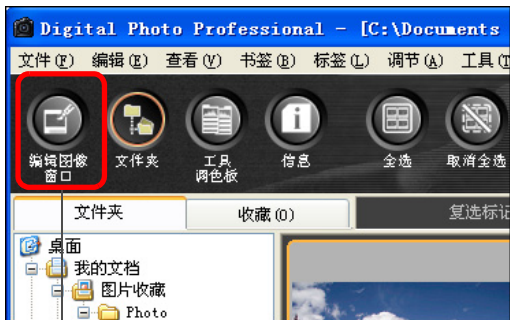 Digital Photo Professional - [C:\Documents
文件(F) 编辑(E) 查看(V) 书签(B) 标签(L) 调节(A) 工具(T
编辑图像
窗口
文件夹
工具
调色板
信息
全选
取消全选
文件夹
收藏(0)
复选标记
桌面
我的文档
图片收藏
Photo